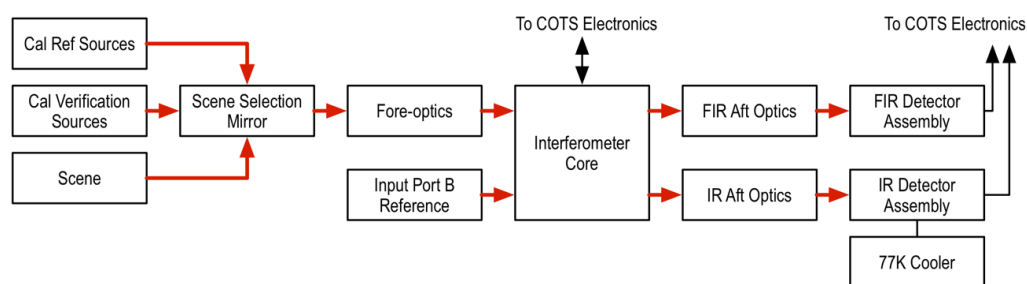 To COTS Electronics
To COTS Electronics
Cal Ref Sources
Cal Verification
Sources
Scene Selection
Mirror
Fore-optics
Interferometer
Core
FIR Aft Optics
FIR Detector
Assembly
Scene
Input Port B
Reference
IR Aft Optics
IR Detector
Assembly
77K Cooler